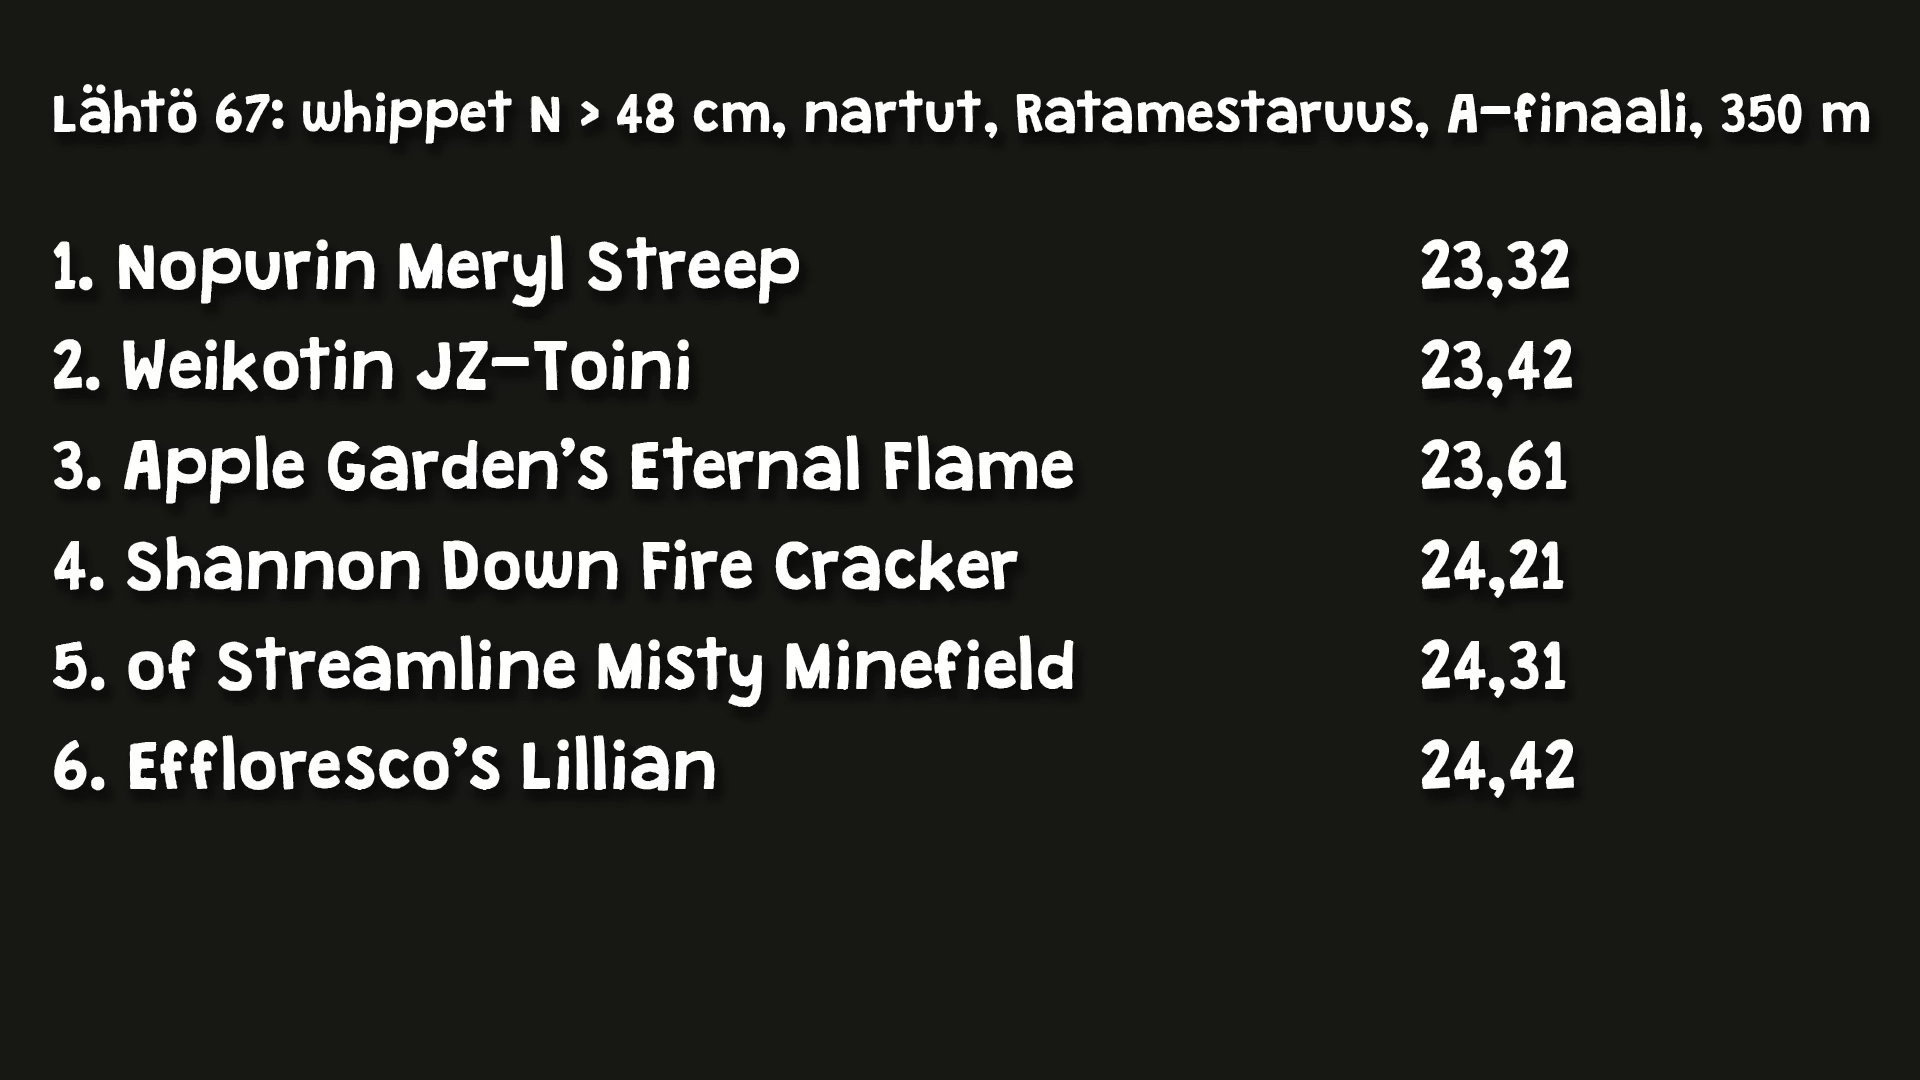 Lähtö 67: whippet N > 48 cm, nartut, Ratamestaruus, A-finaali, 350 m
1. Nopurin Meryl Streep 23,32
2. Weikotin JZ-Toini 23,42
3. Apple Garden's Eternal Flame 23,61
4. Shannon Down Fire Cracker 24,21
5. of Streamline Misty Minefield 24,31
6.Teffloresco's Lillian 24,42